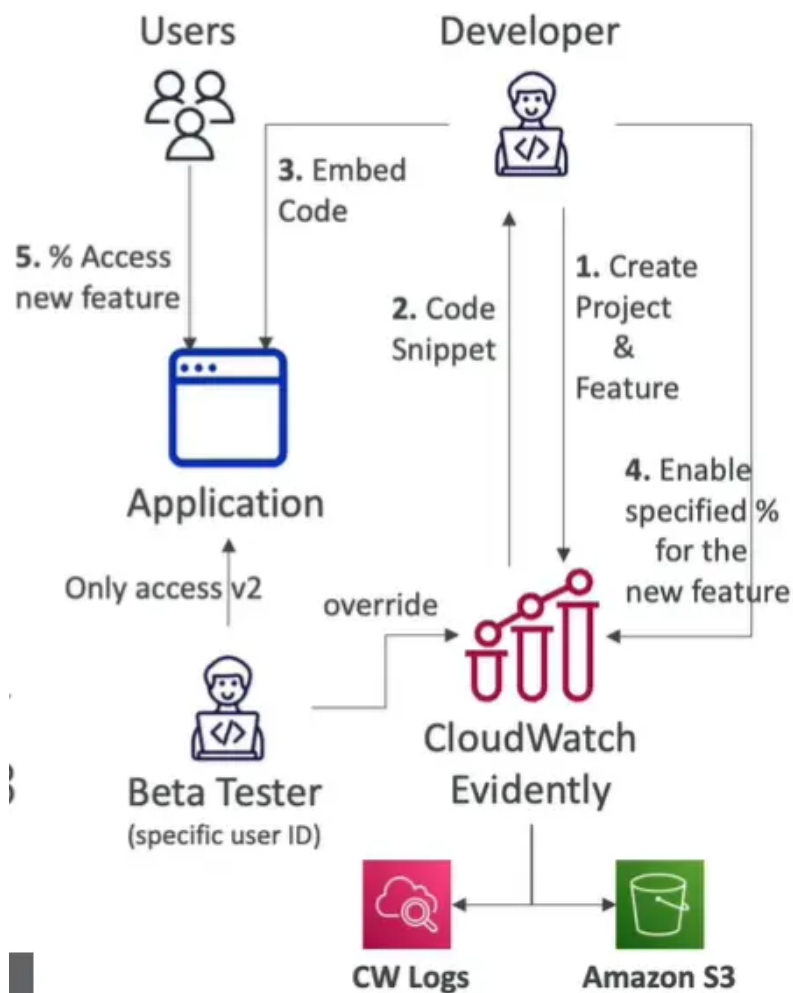 Users
Developer
3. Embed
Code
5. % Access
new feature
1. Create
Project
&
Feature
2. Code
Snippet
4. Enable
specified %
for the
new feature
Application
Only access v2
override
CloudWatch
Evidently
Beta Tester
(specific user ID)
CW Logs
Amazon S3